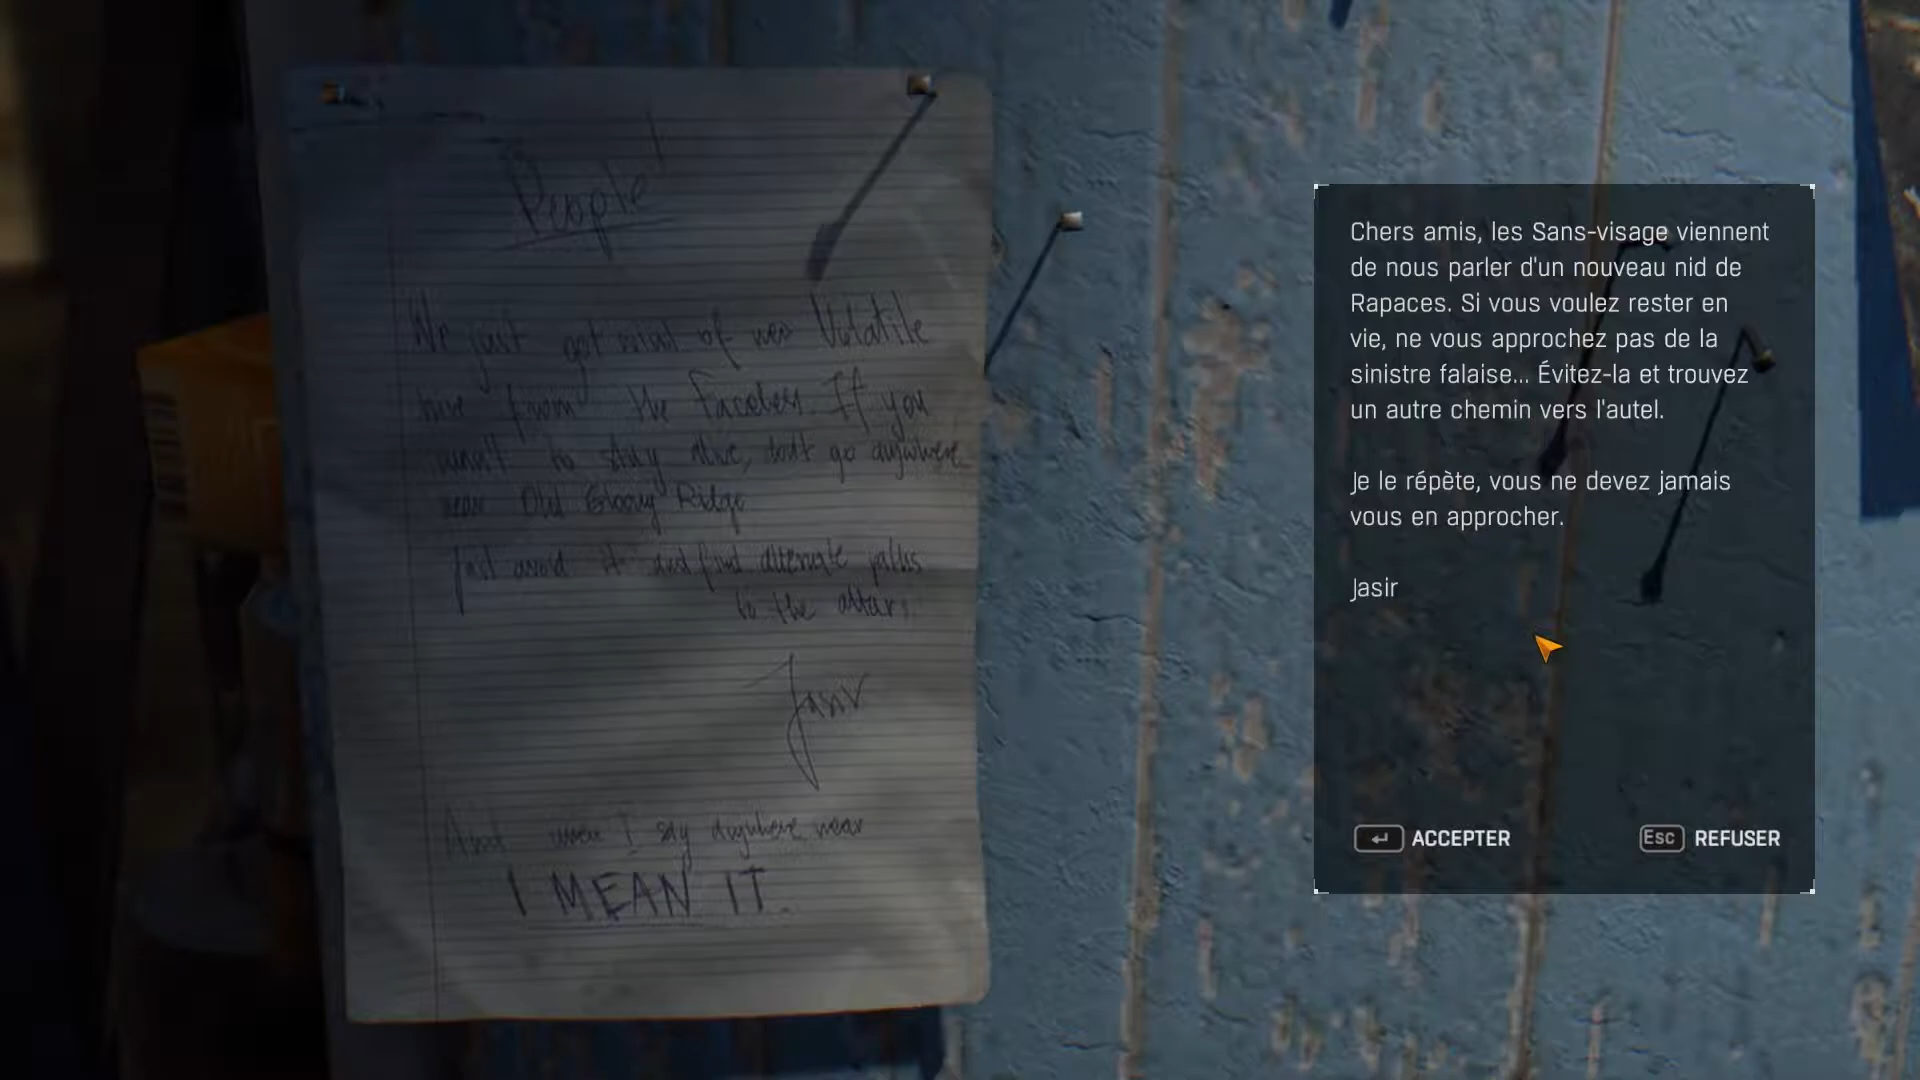 People!
We just got wind of new Volatile
hive from the Faceless. If you
want to stay alive, don't go anywhere
near Old Gloomy Ridge
Just avoid it and find alternate paths
to the altar.
Jasir
And when I say anywhere near
I MEAN IT.
Chers amis, les Sans-visage viennent
de nous parler d'un nouveau nid de
Rapaces. Si vous voulez rester en
vie, ne vous approchez pas de la
sinistre falaise... Évitez-la et trouvez
un autre chemin vers l'autel.
Je le répète, vous ne devez jamais
vous en approcher.
Jasir
ACCEPTER
Esc REFUSER